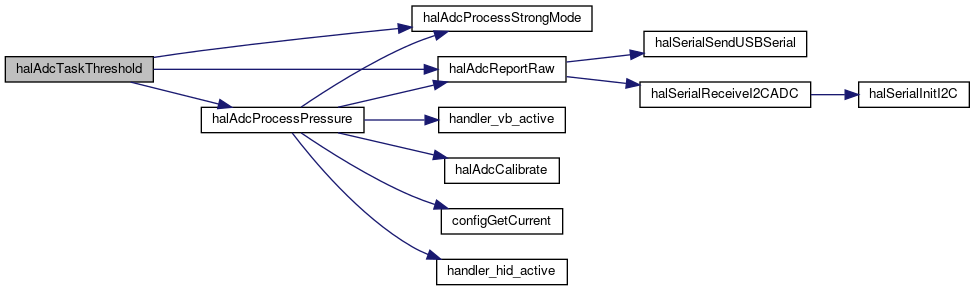 halAdcTaskThreshold
halAdcProcessStrongMode
halAdcReportRaw
halAdcProcessPressure
halSerialSendUSBSerial
halSerialReceiveI2CADC
halSerialInitI2C
handler_vb_active
halAdcCalibrate
configGetCurrent
handler_hid_active